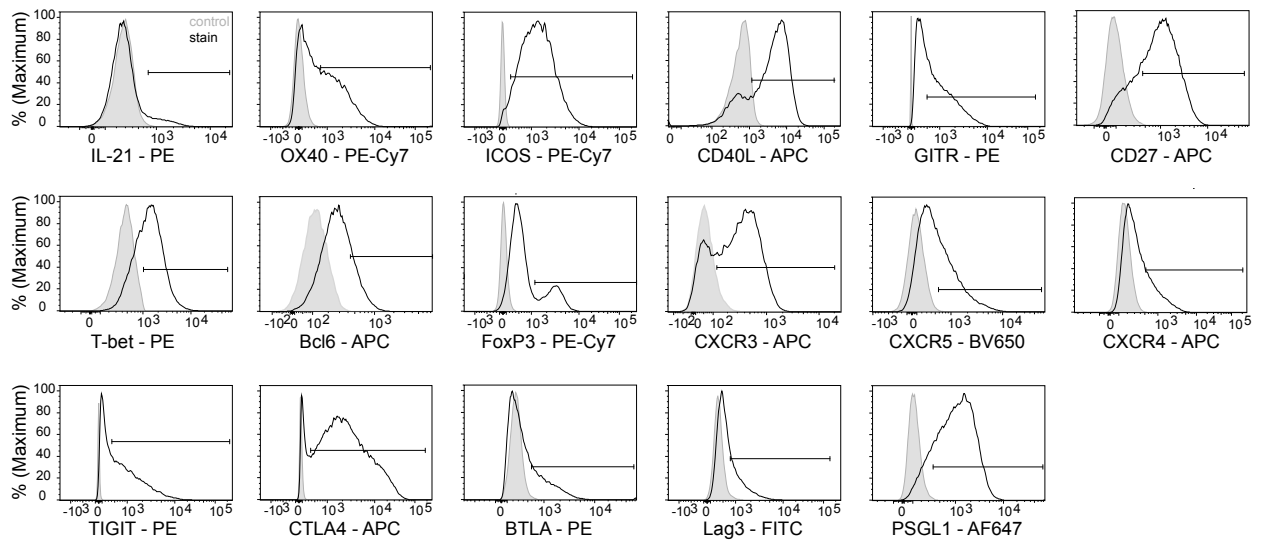 control
stain
% (Maximum)
100
80
60
40
20
0
0 10³ 10⁴
-10³ 0 10³ 10⁴ 10⁵
-10³ 0 10³ 10⁴ 10⁵
0 10² 10³ 10⁴ 10⁵
-10³ 0 10³ 10⁴ 10⁵
0 10³ 10⁴
IL-21 - PE
OX40 - PE-Cy7
ICOS - PE-Cy7
CD40L - APC
GITR - PE
CD27 - APC
% (Maximum)
100
80
60
40
20
0
0 10³ 10⁴
-10² 0 10² 10³
-10³ 0 10³ 10⁴ 10⁵
-10² 0 10² 10³ 10⁴
-10³ 0 10³ 10⁴
0 10³ 10⁴ 10⁵
T-bet - PE
Bcl6 - APC
FoxP3 - PE-Cy7
CXCR3 - APC
CXCR5 - BV650
CXCR4 - APC
% (Maximum)
100
80
60
40
20
0
-10³ 0 10³ 10⁴ 10⁵
-10³ 0 10³ 10⁴ 10⁵
0 10³ 10⁴
-10³ 0 10³ 10⁴ 10⁵
0 10³ 10⁴
TIGIT - PE
CTLA4 - APC
BTLA - PE
Lag3 - FITC
PSGL1 - AF647